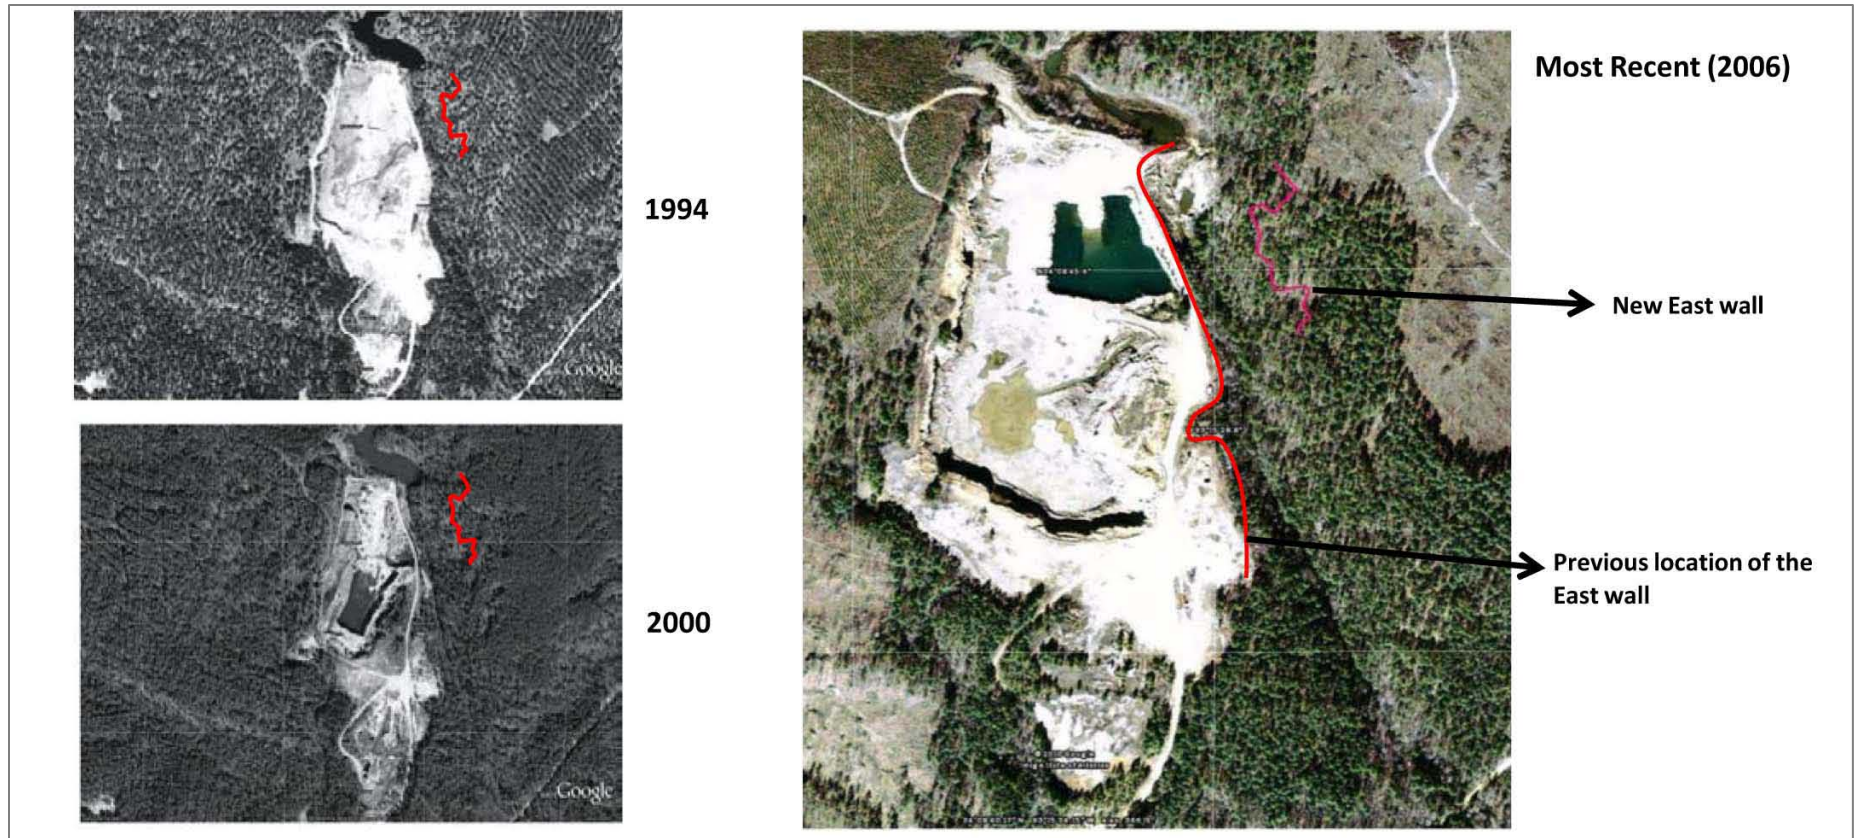 Google
1994
Google
2000
Most Recent (2006)
New East wall
Previous location of the
East wall